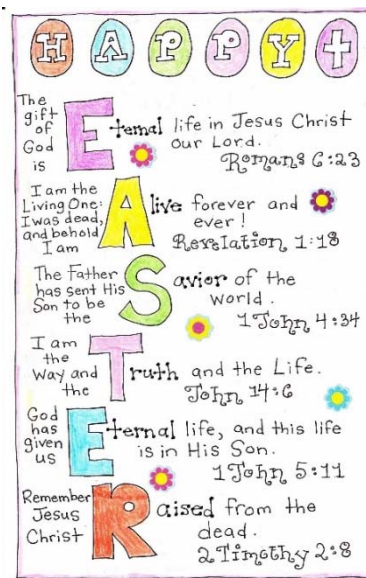 HAPPY
The gift of God is Eternal life in Jesus Christ our Lord.
Romans 6:23
I am the Living One: I was dead, and behold I am Alive forever and ever!
Revelation 1:18
The Father has sent His Son to be the Savior of the world.
1 John 4:34
I am the Way and the Truth and the Life.
John 14:6
God has given us Eternal life, and this life is in His Son.
1 John 5:11
Remember Jesus Christ Raised from the dead.
2 Timothy 2:8